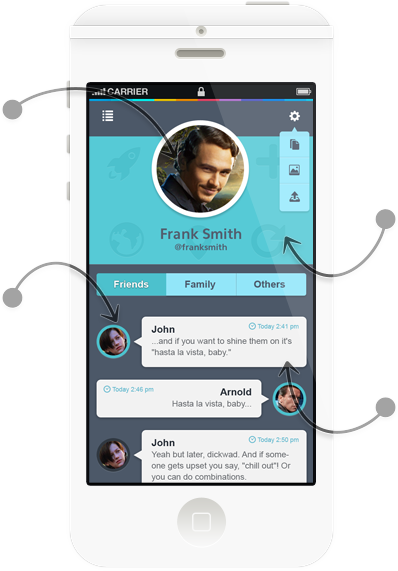 CARRIER
Frank Smith
@franksmith
Friends
Family
Others
John
Today 2:41 pm
...and if you want to shine them on it's
"hasta la vista, baby."
Today 2:46 pm
Arnold
Hasta la vista, baby...
John
Today 2:50 pm
Yeah but later, dickwad. And if some-
one gets upset you say, "chill out"! Or
you can do combinations.